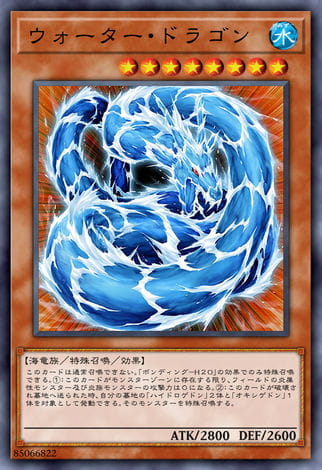 ウォーター・ドラゴン
水
【海竜族／特殊召喚／効果】
このカードは通常召喚できない。「ボンディング－H2O」の効果でのみ特殊召喚
できる。①：このカードがモンスターゾーンに存在する限り、フィールドの炎属
性モンスター及び炎族モンスターの攻撃力は０になる。②：このカードが破壊さ
れ墓地へ送られた時、自分の墓地の「ハイドロゲドン」２体と「オキシゲドン」１
体を対象として発動できる。そのモンスターを特殊召喚する。
ATK/2800 DEF/2600
85066822